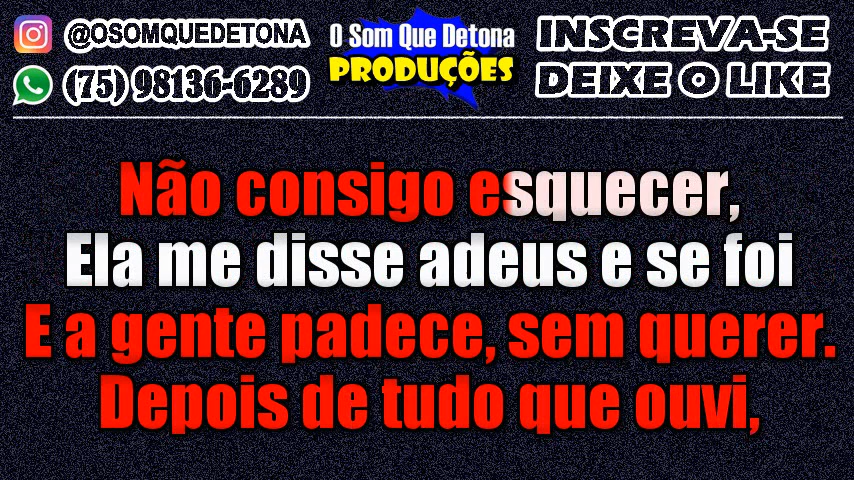 @OSOMQUEDETONA
(75) 98136-6289
O Som Que Detona
PRODUÇÕES
INSCREVA-SE
DEIXE O LIKE
Não consigo esquecer,
Ela me disse adeus e se foi
E a gente padece, sem querer.
Depois de tudo que ouvi,